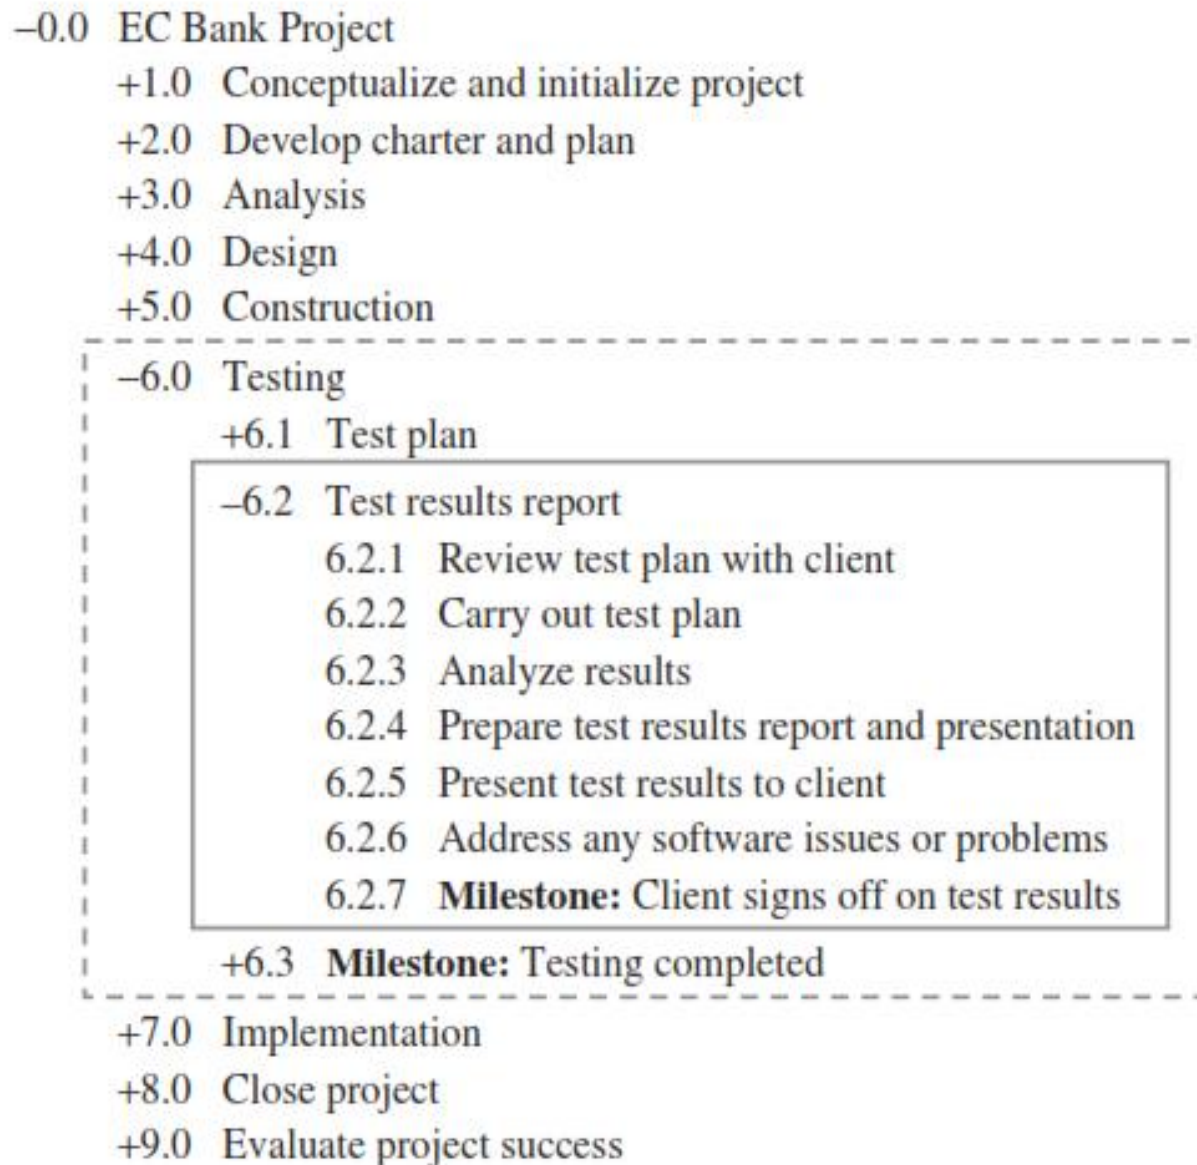 –0.0 EC Bank Project
+1.0 Conceptualize and initialize project
+2.0 Develop charter and plan
+3.0 Analysis
+4.0 Design
+5.0 Construction
–6.0 Testing
+6.1 Test plan
–6.2 Test results report
6.2.1 Review test plan with client
6.2.2 Carry out test plan
6.2.3 Analyze results
6.2.4 Prepare test results report and presentation
6.2.5 Present test results to client
6.2.6 Address any software issues or problems
6.2.7 Milestone: Client signs off on test results
+6.3 Milestone: Testing completed
+7.0 Implementation
+8.0 Close project
+9.0 Evaluate project success